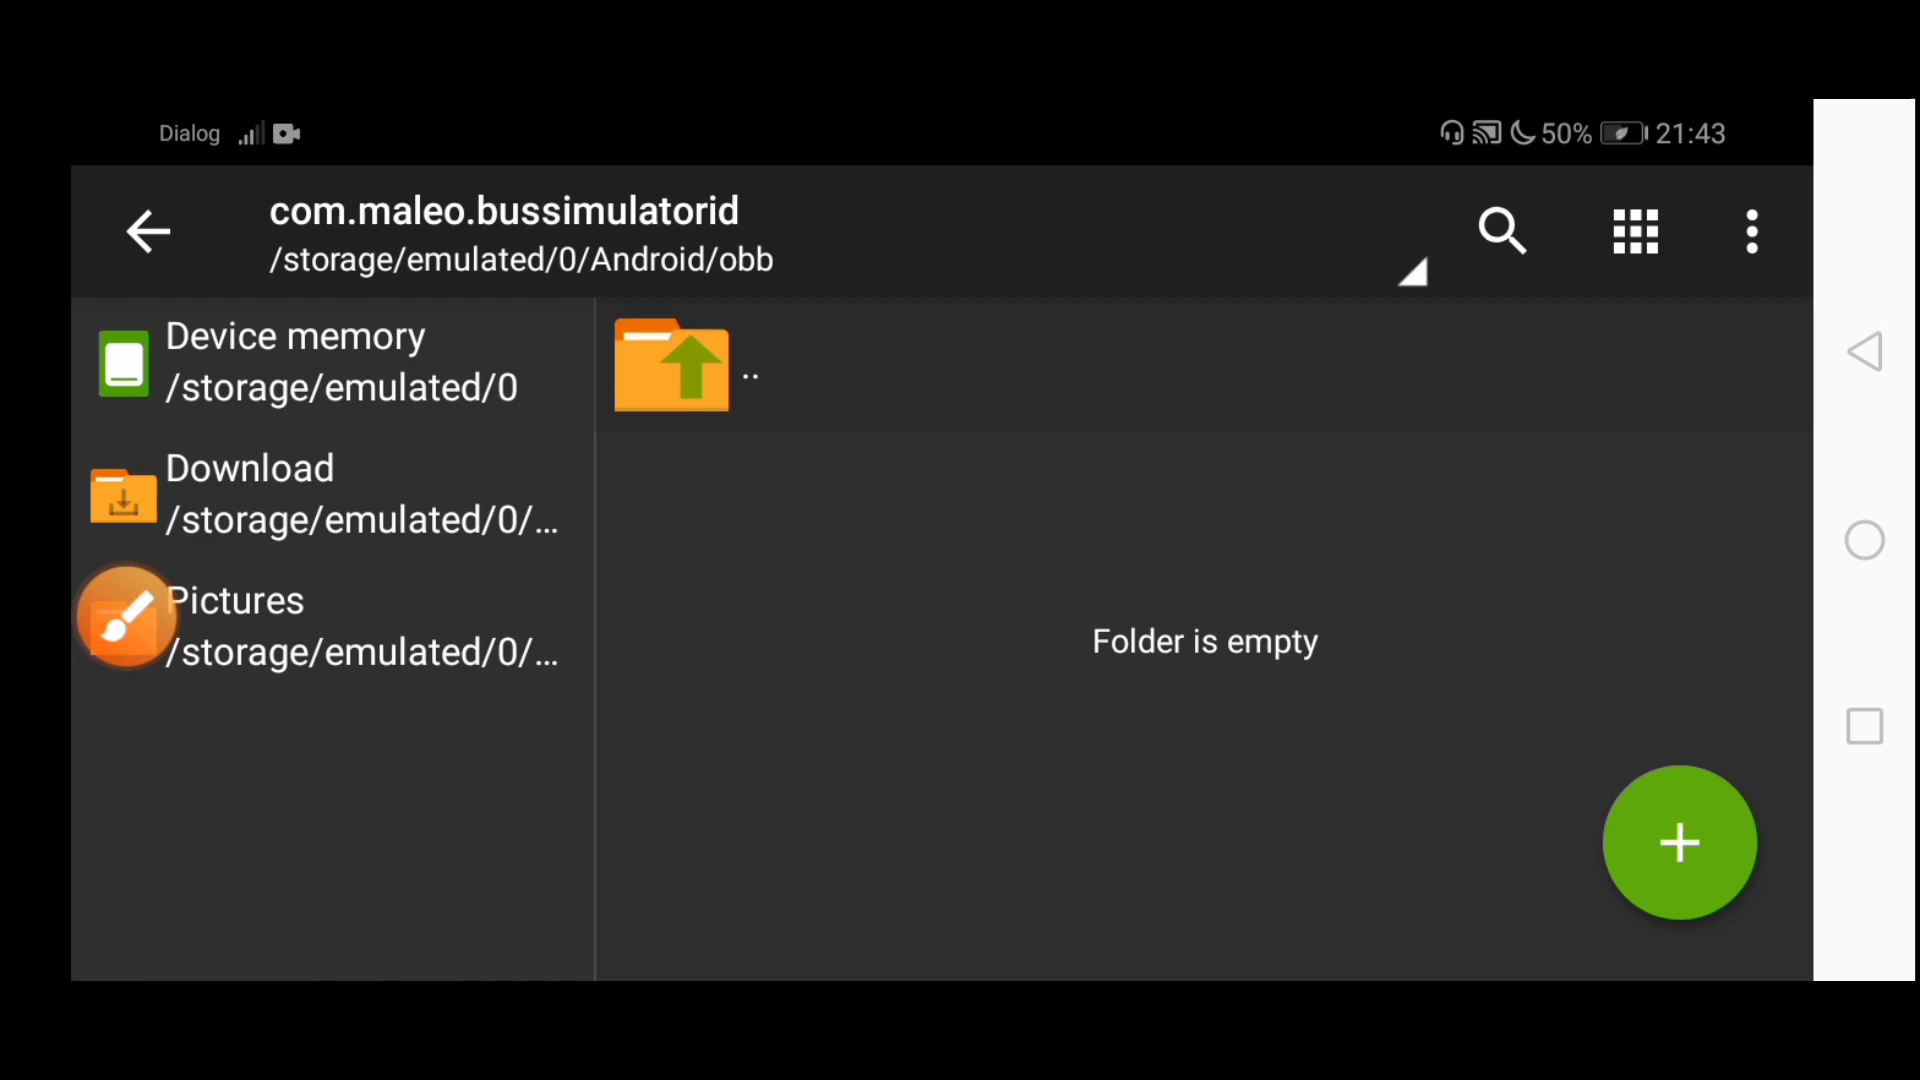 Dialog
50% 21:43
com.maleo.bussimulatorid
/storage/emulated/0/Android/obb
Device memory
/storage/emulated/0
..
Download
/storage/emulated/0/...
Pictures
/storage/emulated/0/...
Folder is empty